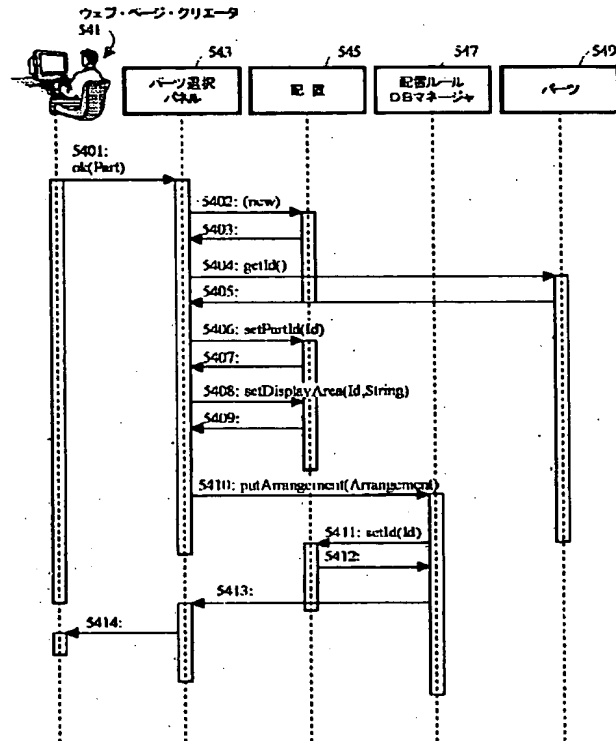 ウェブ・ページ・クリエータ
541
543
545
547
549
パーツ選択
パネル
配置
配置ルール
DBマネージャ
パーツ
5401:
ok(Part)
5402: (new)
5403:
5404: getId()
5405:
5406: setPartId(Id)
5407:
5408: setDisplayArea(Id,String)
5409:
5410: putArrangement(Arrangement)
5411: setId(Id)
5412:
5413:
5414: